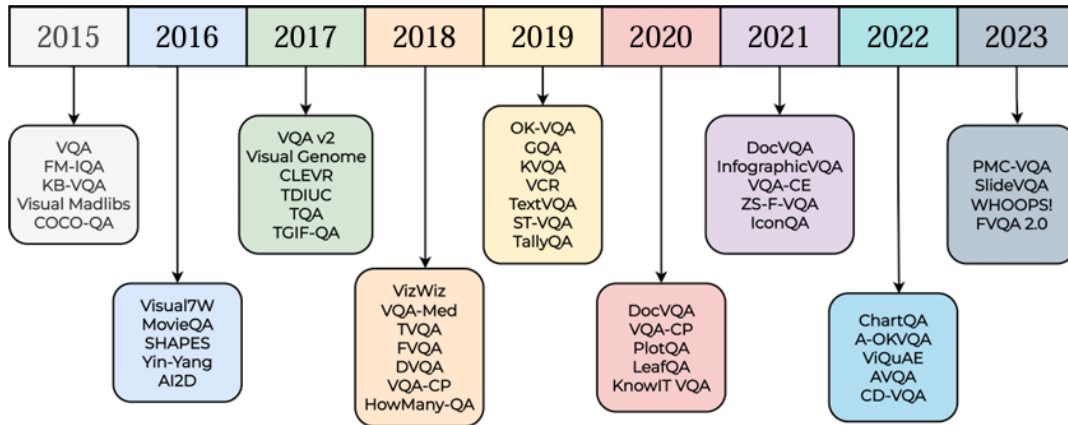 2015 2016 2017 2018 2019 2020 2021 2022 2023
VQA
FM-IQA
KB-VQA
Visual Madlibs
COCO-QA
Visual7W
MovieQA
SHAPES
Yin-Yang
AI2D
VQA v2
Visual Genome
CLEVR
TDIUC
TQA
TGIF-QA
VizWiz
VQA-Med
TVQA
FVQA
DVQA
VQA-CP
HowMany-QA
OK-VQA
GQA
KVQA
VCR
TextVQA
ST-VQA
TallyQA
DocVQA
VQA-CP
PlotQA
LeafQA
KnowIT VQA
DocVQA
InfographicVQA
VQA-CE
ZS-F-VQA
IconQA
ChartQA
A-OKVQA
ViQuAE
AVQA
CD-VQA
PMC-VQA
SlideVQA
WHOOPS!
FVQA 2.0